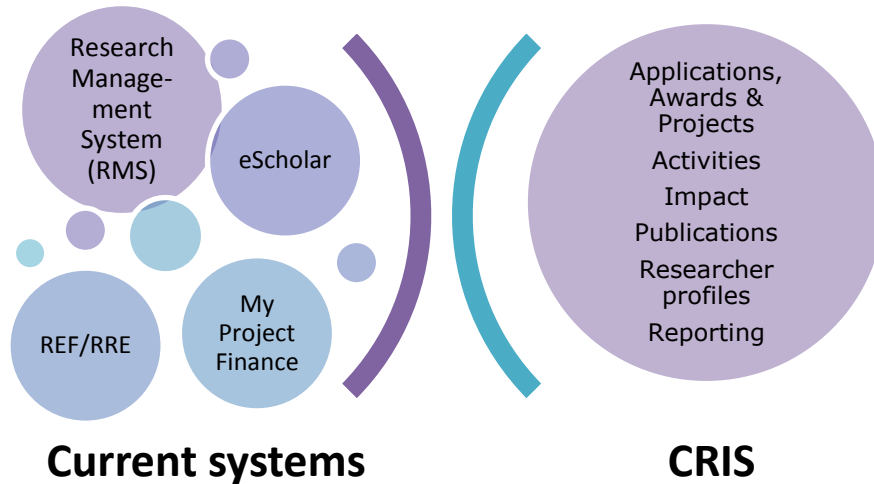 Research
Manage-
ment
System
(RMS)
eScholar
REF/RRE
My
Project
Finance
Current systems
Applications,
Awards &
Projects
Activities
Impact
Publications
Researcher
profiles
Reporting
CRIS